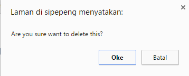 Laman di sipepeng menyatakan:
Are you sure want to delete this?
Oke
Batal